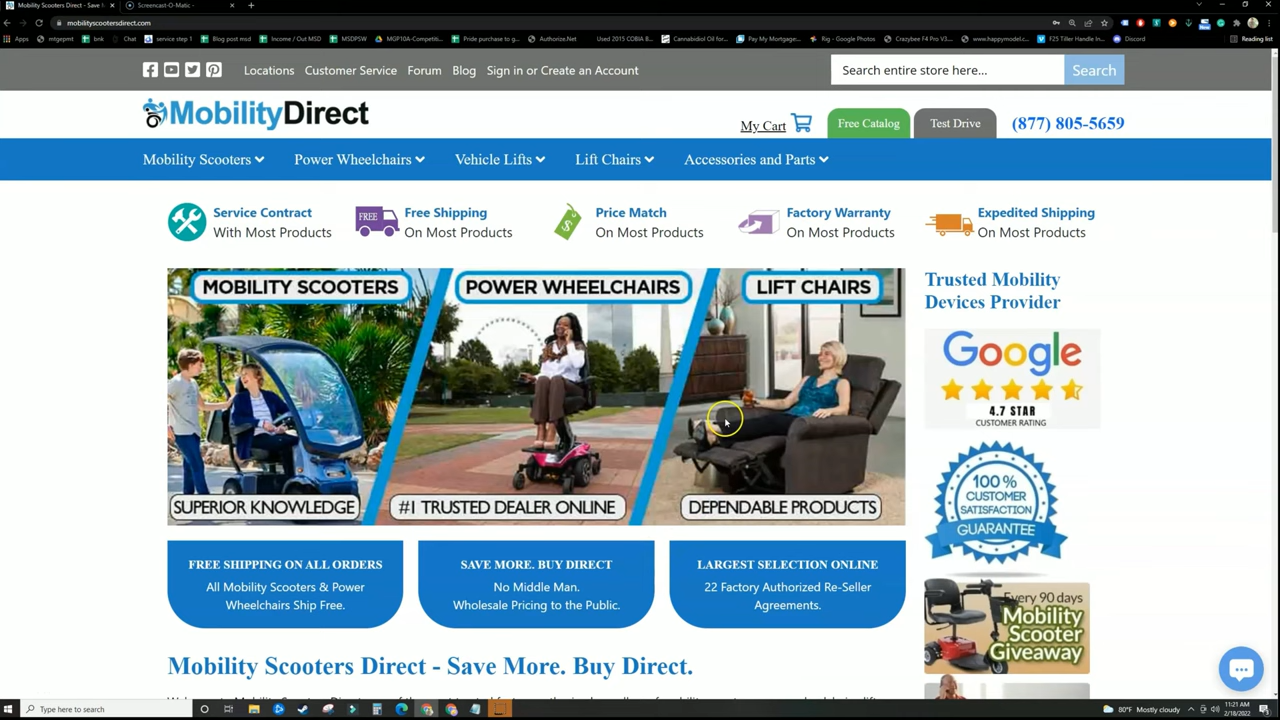 Mobility Scooters Direct - Save M
Screencast-O-Matic -
mobilityscootersdirect.com
Apps
mtgepmt
bnk
Chat
service step 1
Blog post msd
Income / Out MSD
MSDPSW
MGP10A-Competiti...
Pride purchase to g...
Authorize.Net
Used 2015 COBIA B...
Cannabidiol Oil for...
Pay My Mortgage...
Rig - Google Photos
Crazybee F4 Pro V3...
www.happymodel.c...
F25 Tiller Handle In...
Discord
Reading list
Locations
Customer Service
Forum
Blog
Sign in or Create an Account
Search entire store here...
Search
MobilityDirect
My Cart
Free Catalog
Test Drive
(877) 805-5659
Mobility Scooters
Power Wheelchairs
Vehicle Lifts
Lift Chairs
Accessories and Parts
Service Contract
With Most Products
FREE
Free Shipping
On Most Products
Price Match
On Most Products
Factory Warranty
On Most Products
Expedited Shipping
On Most Products
MOBILITY SCOOTERS
POWER WHEELCHAIRS
LIFT CHAIRS
SUPERIOR KNOWLEDGE
#1 TRUSTED DEALER ONLINE
DEPENDABLE PRODUCTS
Trusted Mobility
Devices Provider
Google
4.7 STAR
CUSTOMER RATING
100%
CUSTOMER
SATISFACTION
GUARANTEE
Every 90 days
Mobility
Scooter
Giveaway
FREE SHIPPING ON ALL ORDERS
All Mobility Scooters & Power
Wheelchairs Ship Free.
SAVE MORE. BUY DIRECT
No Middle Man.
Wholesale Pricing to the Public.
LARGEST SELECTION ONLINE
22 Factory Authorized Re-Seller
Agreements.
Mobility Scooters Direct - Save More. Buy Direct.
Type here to search
80°F Mostly cloudy
11:21 AM
2/18/2022